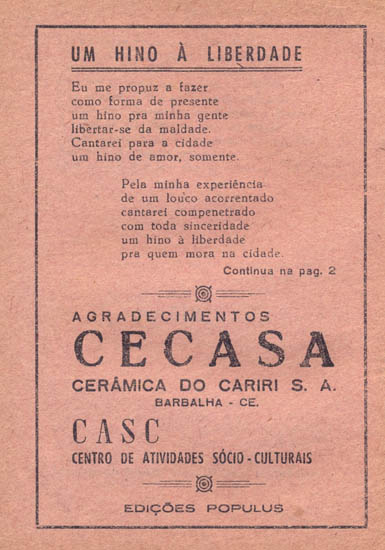 UM HINO À LIBERDADE
Eu me propuz a fazer
como forma de presente
um hino pra minha gente
libertar-se da maldade.
Cantarei para a cidade
um hino de amor, somente.
Pela minha experiência
de um louco acorrentado
cantarei compenetrado
com toda sinceridade
um hino à liberdade
pra quem mora na cidade.
Continua na pag. 2
AGRADECIMENTOS
CECASA
CERÂMICA DO CARIRI S. A.
BARBALHA - CE.
CASC
CENTRO DE ATIVIDADES SÓCIO-CULTURAIS
EDIÇÕES POPULUS